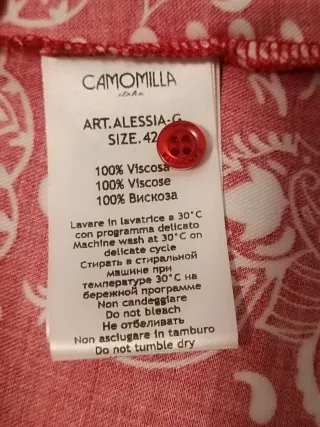 CAMOMILLA
italia
ART.ALESSIA-G
SIZE.42
100% Viscosa
100% Viscose
100% Вискоза
Lavare in lavatrice a 30°C
con programma delicato
Machine wash at 30°C on
delicate cycle
Стирать в стиральной
машине при
температуре 30°C на
бережной программе
Non candeggiare
Do not bleach
Не отбеливать
Non asciugare in tamburo
Do not tumble dry